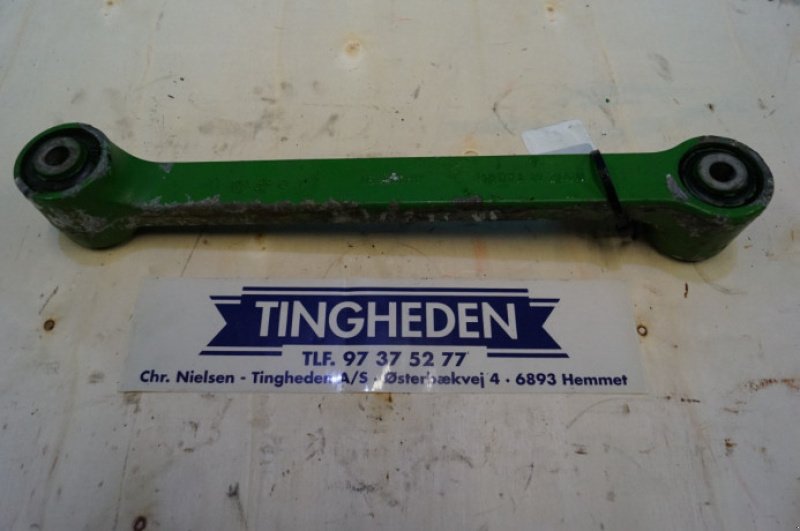 TINGHEDEN
TLF. 97 37 52 77
Chr. Nielsen - Tingheden A/S - Østerbækvej 4 · 6893 Hemmet